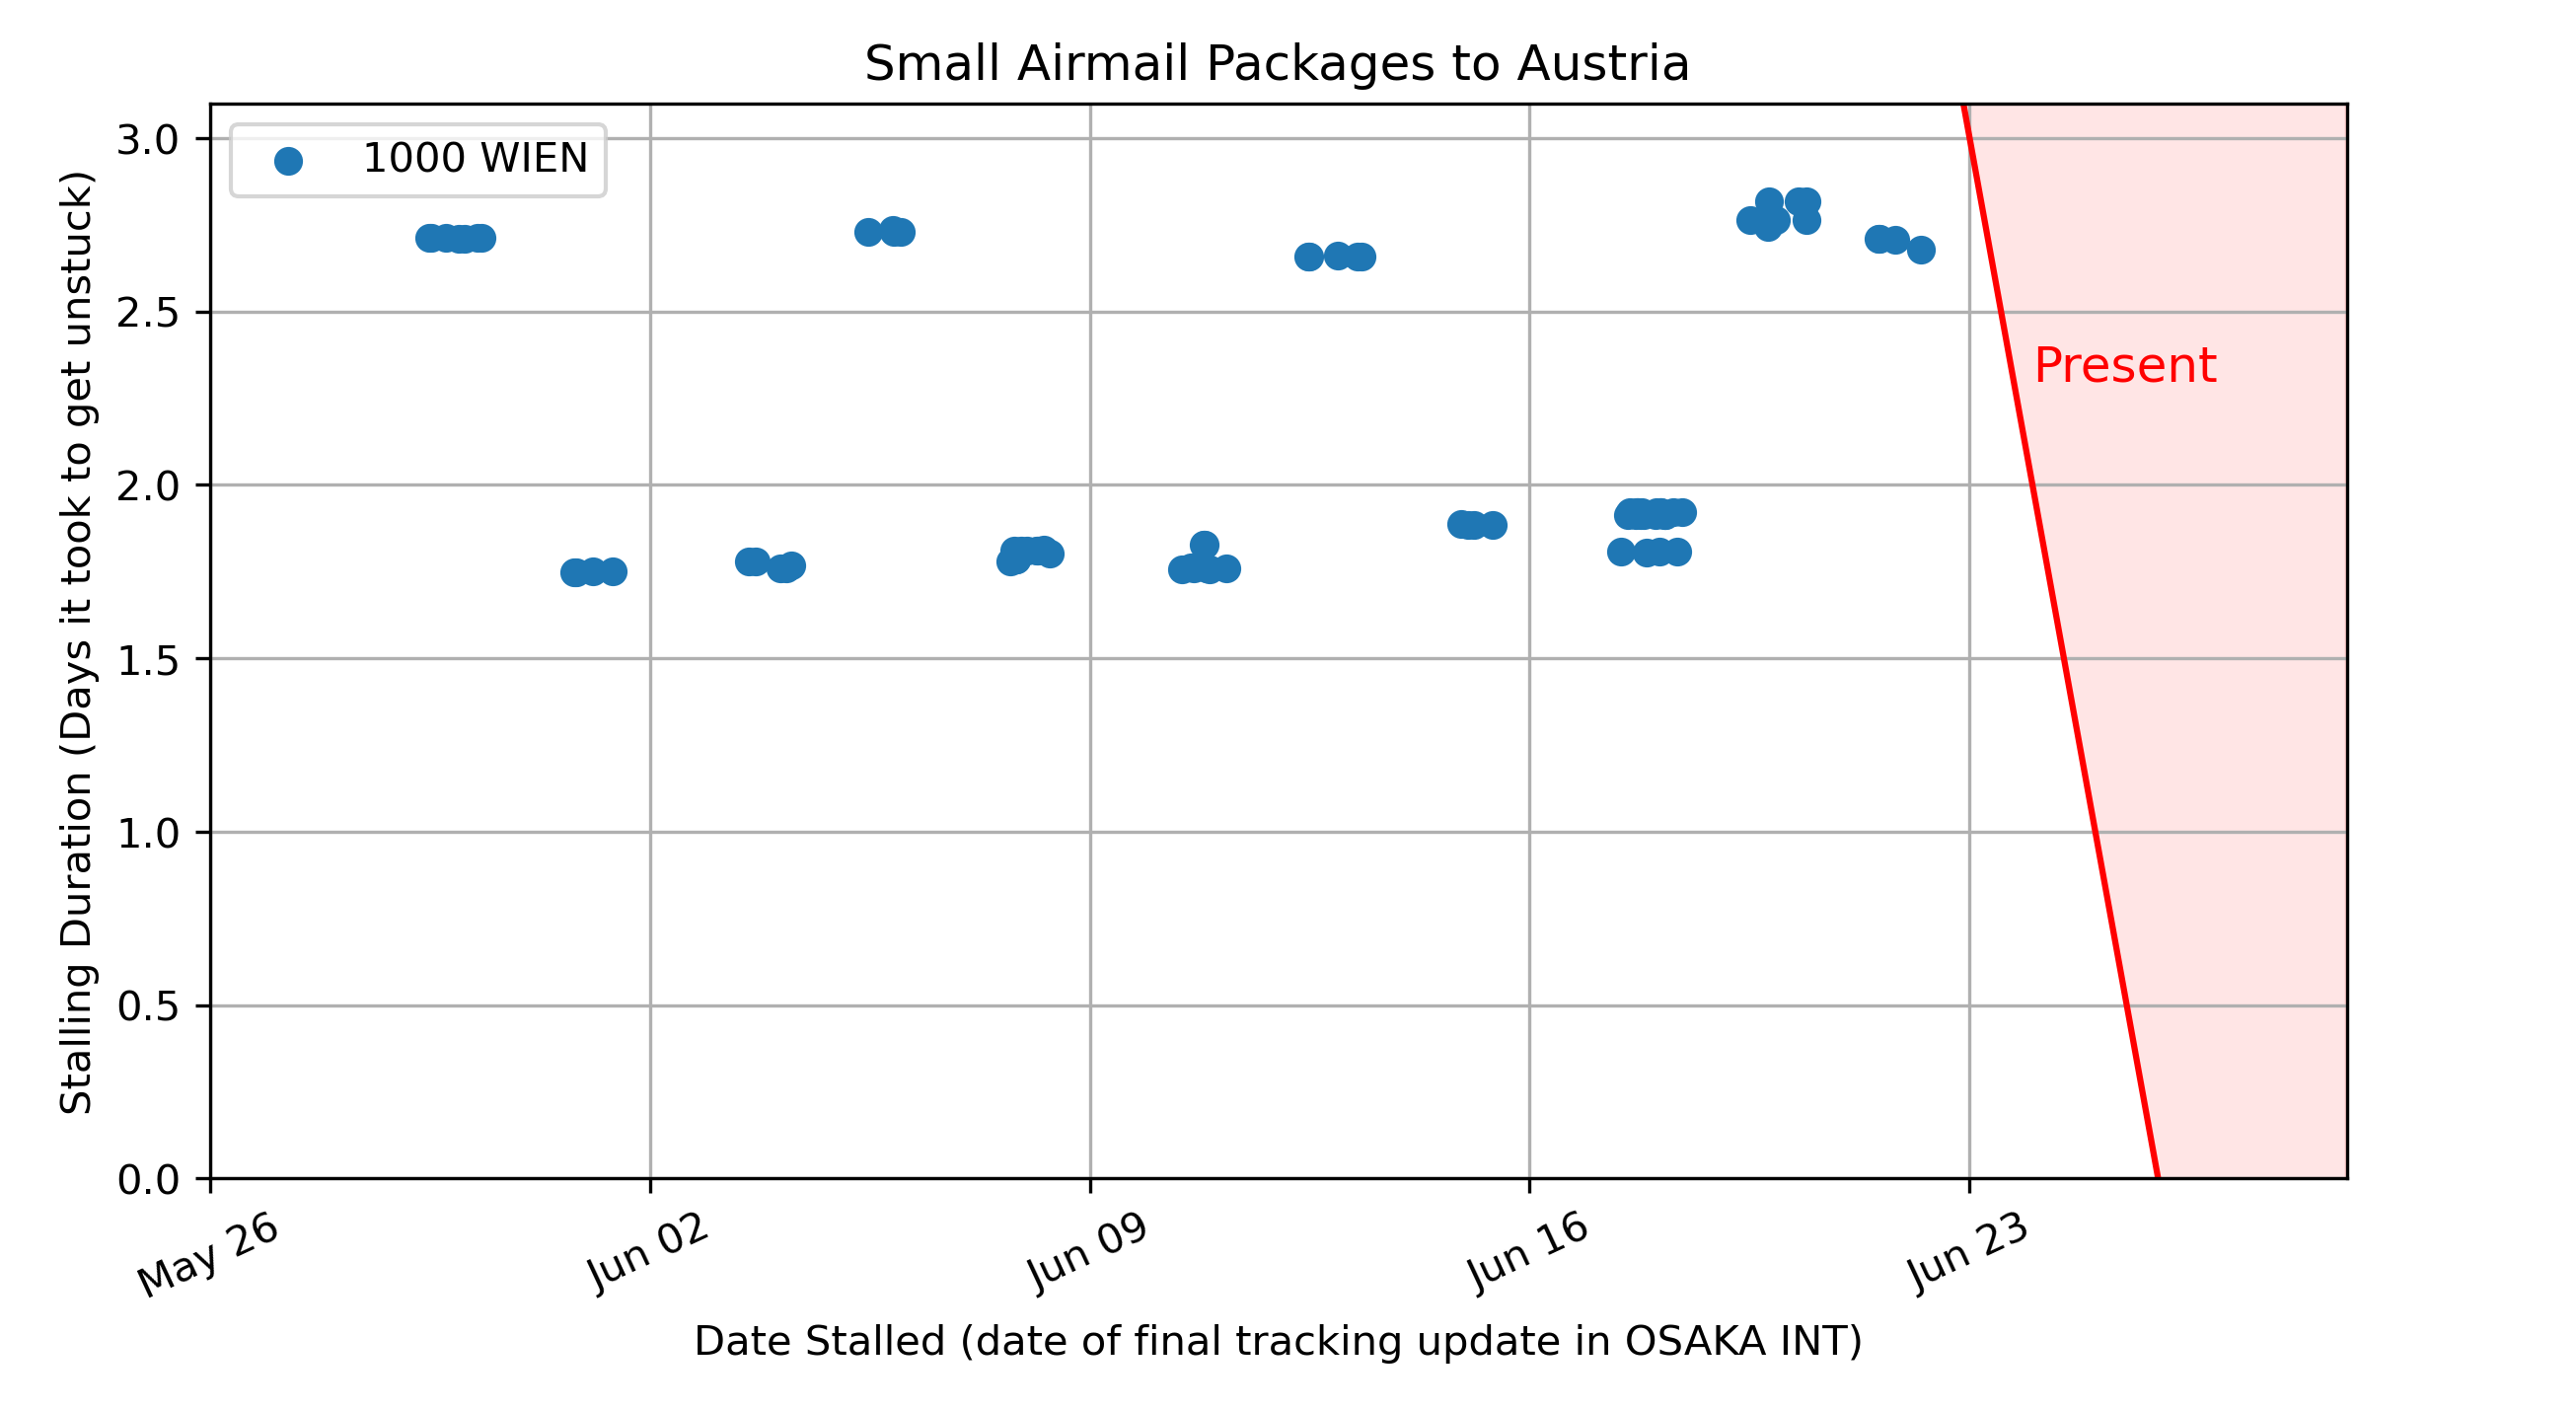 Small Airmail Packages to Austria
1000 WIEN
Stalling Duration (Days it took to get unstuck)
3.0
2.5
2.0
1.5
1.0
0.5
0.0
Present
May 26
Jun 02
Jun 09
Jun 16
Jun 23
Date Stalled (date of final tracking update in OSAKA INT)